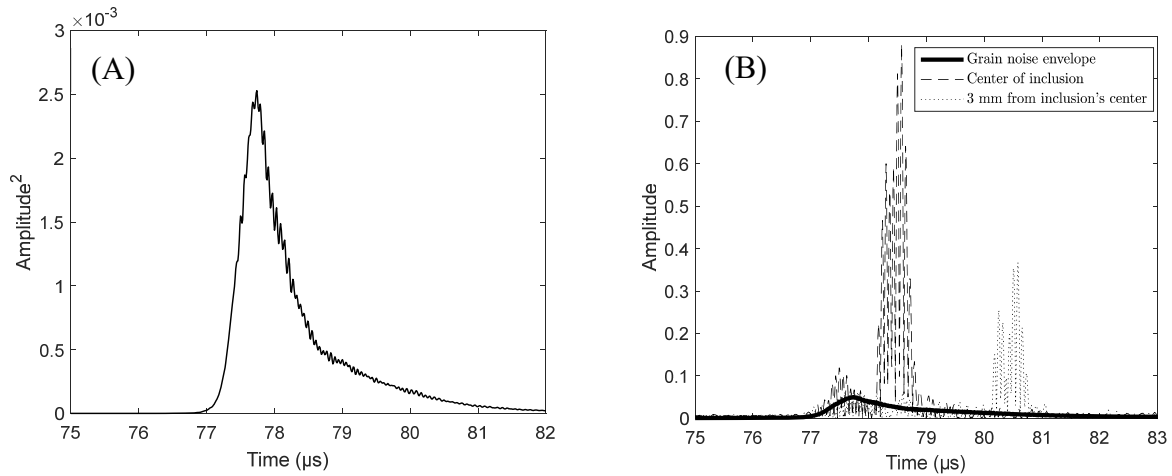 ×10⁻³
(A)
3
2.5
2
1.5
1
0.5
0
Amplitude²
75 76 77 78 79 80 81 82
Time (µs)
(B)
0.9
0.8
0.7
0.6
0.5
0.4
0.3
0.2
0.1
0
Amplitude
Grain noise envelope
Center of inclusion
3 mm from inclusion's center
75 76 77 78 79 80 81 82 83
Time (µs)